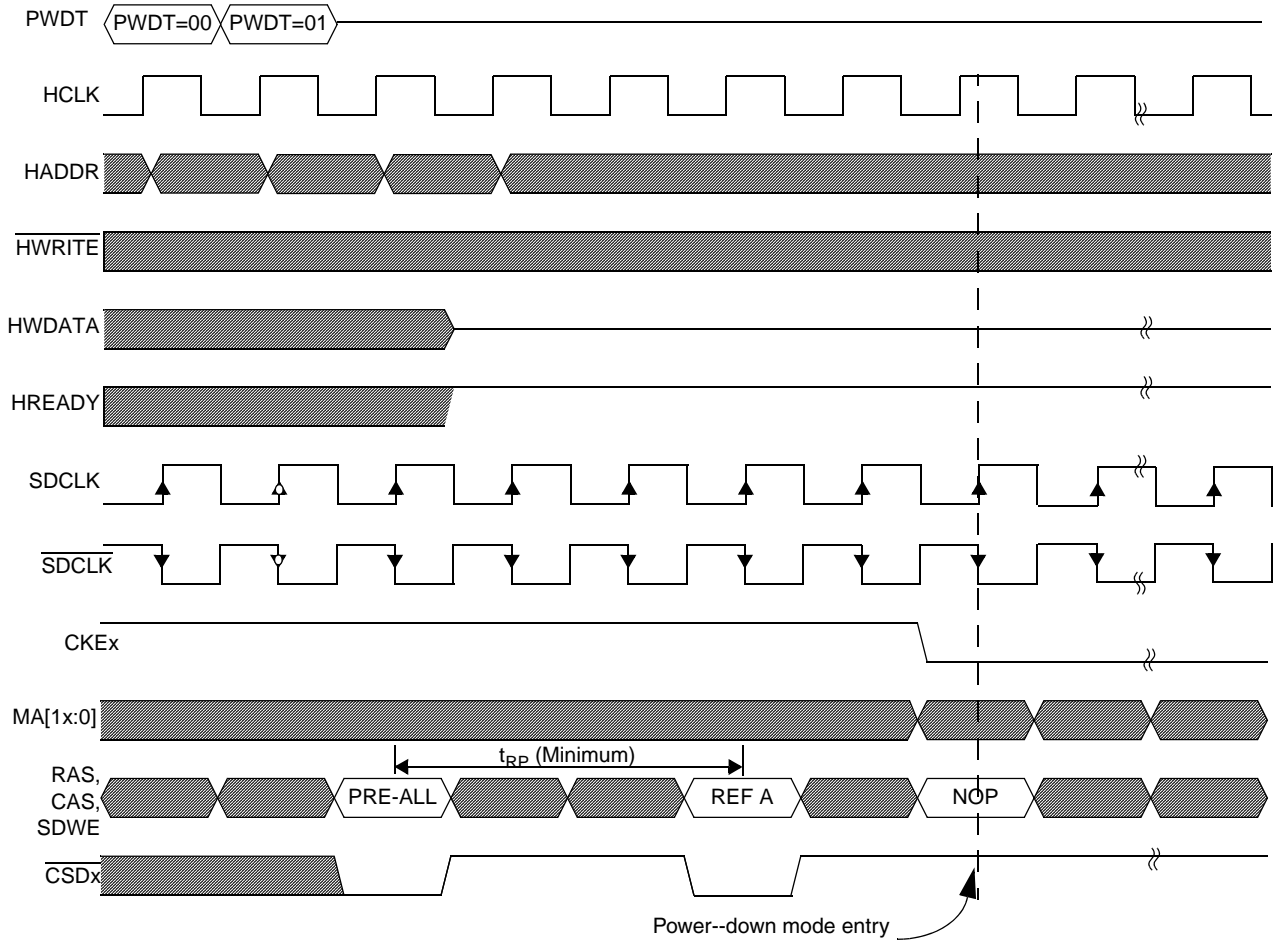 PWDT
PWDT=00
PWDT=01
HCLK
HADDR
HWRITE
HWDATA
HREADY
SDCLK
SDCLK
CKEx
MA[1x:0]
tRP (Minimum)
RAS,
CAS,
SDWE
PRE-ALL
REF A
NOP
CSDx
Power--down mode entry